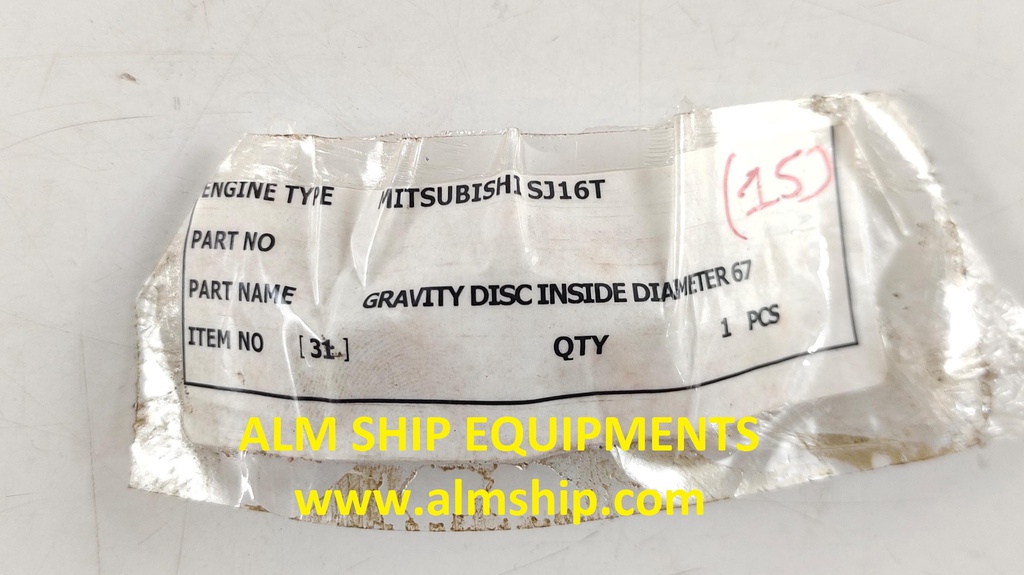 ENGINE TYPE MITSUBISHI SJ16T
(15)
PART NO
PART NAME GRAVITY DISC INSIDE DIAMETER 67
ITEM NO [31.] QTY 1 PCS
ALM SHIP EQUIPMENTS
www.almship.com